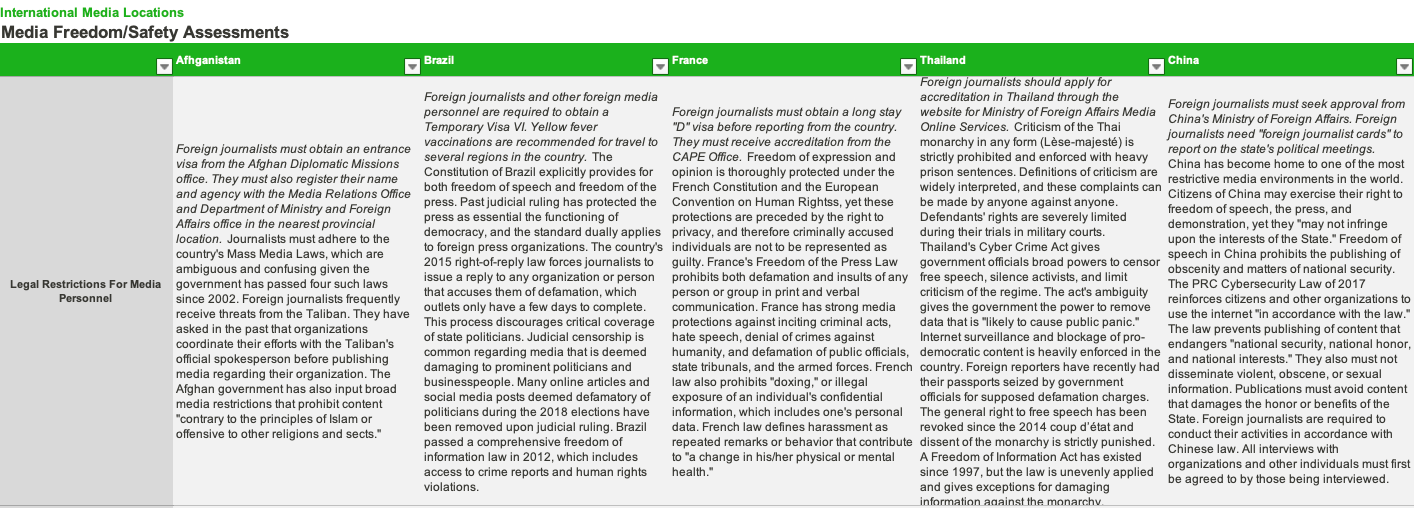 International Media Locations
Media Freedom/Safety Assessments
Afhganistan
Brazil
France
Thailand
China
Legal Restrictions For Media
Personnel
Foreign journalists must obtain an entrance
visa from the Afghan Diplomatic Missions
office. They must also register their name
and agency with the Media Relations Office
and Department of Ministry and Foreign
Affairs office in the nearest provincial
location. Journalists must adhere to the
country's Mass Media Laws, which are
ambiguous and confusing given the
government has passed four such laws
since 2002. Foreign journalists frequently
receive threats from the Taliban. They have
asked in the past that organizations
coordinate their efforts with the Taliban's
official spokesperson before publishing
media regarding their organization. The
Afghan government has also input broad
media restrictions that prohibit content
"contrary to the principles of Islam or
offensive to other religions and sects."
Foreign journalists and other foreign media
personnel are required to obtain a
Temporary Visa VI. Yellow fever
vaccinations are recommended for travel to
several regions in the country. The
Constitution of Brazil explicitly provides for
both freedom of speech and freedom of the
press. Past judicial ruling has protected the
press as essential the functioning of
democracy, and the standard dually applies
to foreign press organizations. The country's
2015 right-of-reply law forces journalists to
issue a reply to any organization or person
that accuses them of defamation, which
outlets only have a few days to complete.
This process discourages critical coverage
of state politicians. Judicial censorship is
common regarding media that is deemed
damaging to prominent politicians and
businesspeople. Many online articles and
social media posts deemed defamatory of
politicians during the 2018 elections have
been removed upon judicial ruling. Brazil
passed a comprehensive freedom of
information law in 2012, which includes
access to crime reports and human rights
violations.
Foreign journalists must obtain a long stay
"D" visa before reporting from the country.
They must receive accreditation from the
CAPE Office. Freedom of expression and
opinion is thoroughly protected under the
French Constitution and the European
Convention on Human Rightss, yet these
protections are preceded by the right to
privacy, and therefore criminally accused
individuals are not to be represented as
guilty. France's Freedom of the Press Law
prohibits both defamation and insults of any
person or group in print and verbal
communication. France has strong media
protections against inciting criminal acts,
hate speech, denial of crimes against
humanity, and defamation of public officials,
state tribunals, and the armed forces. French
law also prohibits "doxing," or illegal
exposure of an individual's confidential
information, which includes one's personal
data. French law defines harassment as
repeated remarks or behavior that contribute
to "a change in his/her physical or mental
health."
Foreign journalists should apply for
accreditation in Thailand through the
website for Ministry of Foreign Affairs Media
Online Services. Criticism of the Thai
monarchy in any form (Lèse-majesté) is
strictly prohibited and enforced with heavy
prison sentences. Definitions of criticism are
widely interpreted, and these complaints can
be made by anyone against anyone.
Defendants' rights are severely limited
during their trials in military courts.
Thailand's Cyber Crime Act gives
government officials broad powers to censor
free speech, silence activists, and limit
criticism of the regime. The act's ambiguity
gives the government the power to remove
data that is "likely to cause public panic."
Internet surveillance and blockage of pro-
democratic content is heavily enforced in the
country. Foreign reporters have recently had
their passports seized by government
officials for supposed defamation charges.
The general right to free speech has been
revoked since the 2014 coup d'état and
dissent of the monarchy is strictly punished.
A Freedom of Information Act has existed
since 1997, but the law is unevenly applied
and gives exceptions for damaging
information against the monarchy.
Foreign journalists must seek approval from
China's Ministry of Foreign Affairs. Foreign
journalists need "foreign journalist cards" to
report on the state's political meetings.
China has become home to one of the most
restrictive media environments in the world.
Citizens of China may exercise their right to
freedom of speech, the press, and
demonstration, yet they "may not infringe
upon the interests of the State." Freedom of
speech in China prohibits the publishing of
obscenity and matters of national security.
The PRC Cybersecurity Law of 2017
reinforces citizens and other organizations to
use the internet "in accordance with the law."
The law prevents publishing of content that
endangers "national security, national honor,
and national interests." They also must not
disseminate violent, obscene, or sexual
information. Publications must avoid content
that damages the honor or benefits of the
State. Foreign journalists are required to
conduct their activities in accordance with
Chinese law. All interviews with
organizations and other individuals must first
be agreed to by those being interviewed.